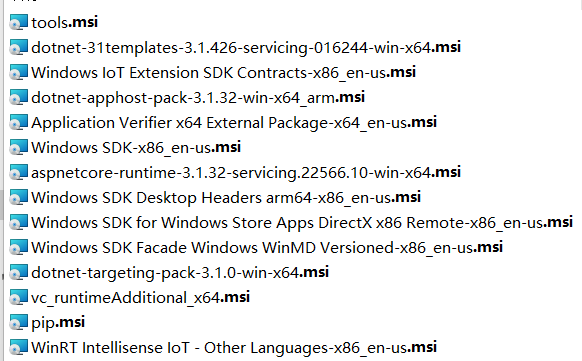 tools.msi
dotnet-31templates-3.1.426-servicing-016244-win-x64.msi
Windows IoT Extension SDK Contracts-x86_en-us.msi
dotnet-apphost-pack-3.1.32-win-x64_arm.msi
Application Verifier x64 External Package-x64_en-us.msi
Windows SDK-x86_en-us.msi
aspnetcore-runtime-3.1.32-servicing.22566.10-win-x64.msi
Windows SDK Desktop Headers arm64-x86_en-us.msi
Windows SDK for Windows Store Apps DirectX x86 Remote-x86_en-us.msi
Windows SDK Facade Windows WinMD Versioned-x86_en-us.msi
dotnet-targeting-pack-3.1.0-win-x64.msi
vc_runtimeAdditional_x64.msi
pip.msi
WinRT Intellisense IoT - Other Languages-x86_en-us.msi